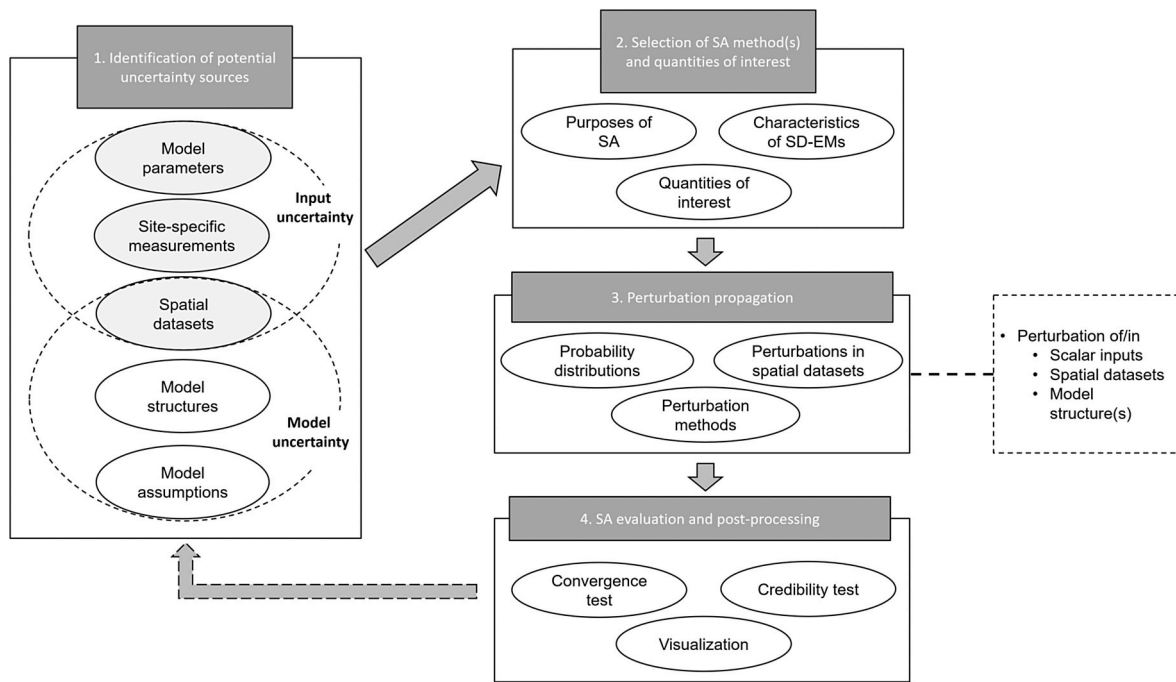 1. Identification of potential
uncertainty sources
Model
parameters
Site-specific
measurements
Spatial
datasets
Model
structures
Model
assumptions
Input
uncertainty
Model
uncertainty
2. Selection of SA method(s)
and quantities of interest
Purposes of
SA
Characteristics
of SD-EMs
Quantities of
interest
3. Perturbation propagation
Probability
distributions
Perturbations in
spatial datasets
Perturbation
methods
• Perturbation of/in
• Scalar inputs
• Spatial datasets
• Model
structure(s)
4. SA evaluation and post-processing
Convergence
test
Credibility test
Visualization